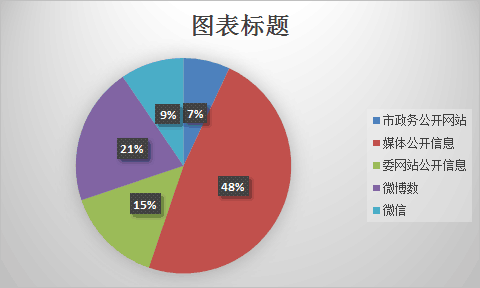 图表标题
9%
7%
21%
48%
15%
市政务公开网站
媒体公开信息
委网站公开信息
微博数
微信